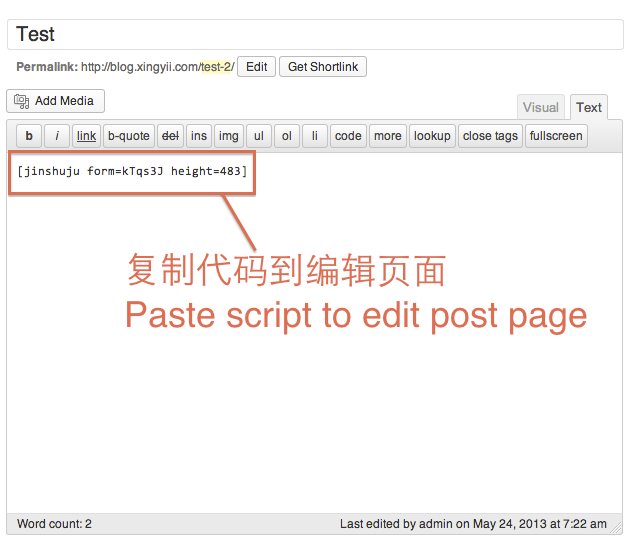 Test
Permalink: http://blog.xingyii.com/test-2/ Edit Get Shortlink
Add Media Visual Text
b i link b-quote del ins img ul ol li code more lookup close tags fullscreen
[jinshuju form=kTqs3J height=483]
复制代码到编辑页面
Paste script to edit post page
Word count: 2 Last edited by admin on May 24, 2013 at 7:22 am